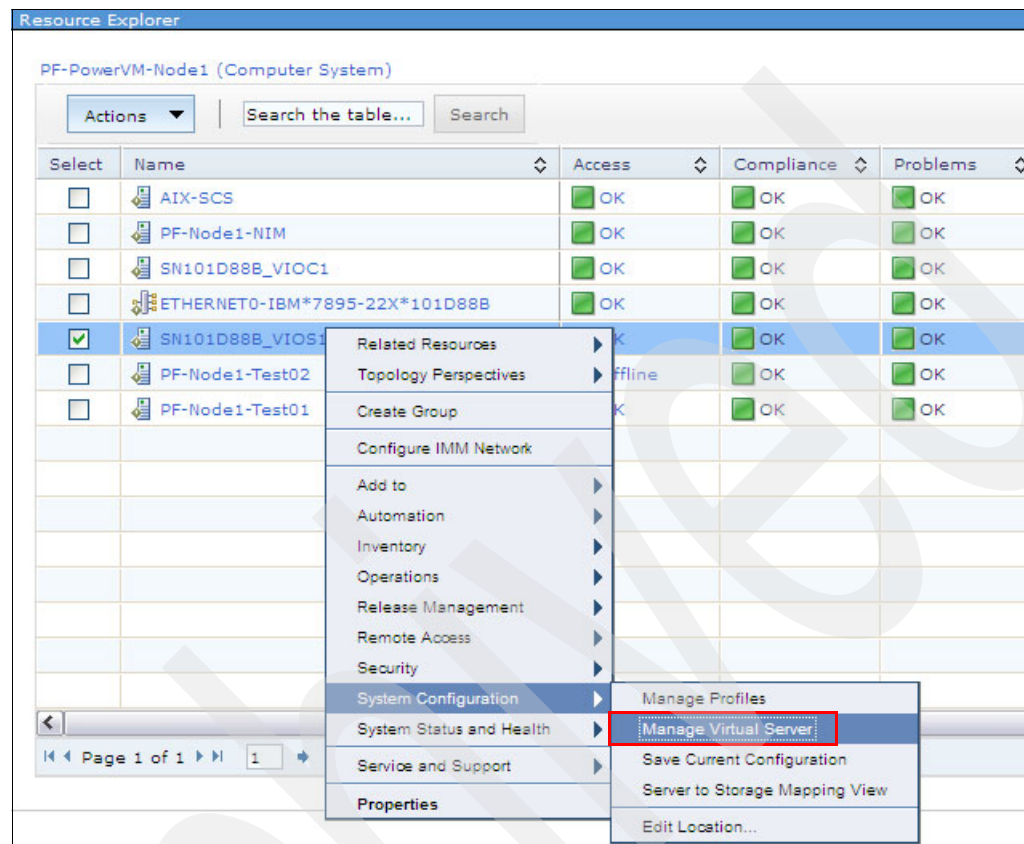 Resource Explorer
PF-PowerVM-Node1 (Computer System)
Actions Search the table... Search
Select Name Access Compliance Problems
AIX-SCS OK OK OK
PF-Node1-NIM OK OK OK
SN101D88B_VIOC1 OK OK OK
ETHERNET0-IBM*7895-22X*101D88B OK OK OK
SN101D88B_VIOS1 K OK OK
PF-Node1-Test02 ffline OK OK
PF-Node1-Test01 K OK OK
Related Resources
Topology Perspectives
Create Group
Configure IMM Network
Add to
Automation
Inventory
Operations
Release Management
Remote Access
Security
System Configuration
System Status and Health
Service and Support
Properties
Manage Profiles
Manage Virtual Server
Save Current Configuration
Server to Storage Mapping View
Edit Location...
Page 1 of 1 1